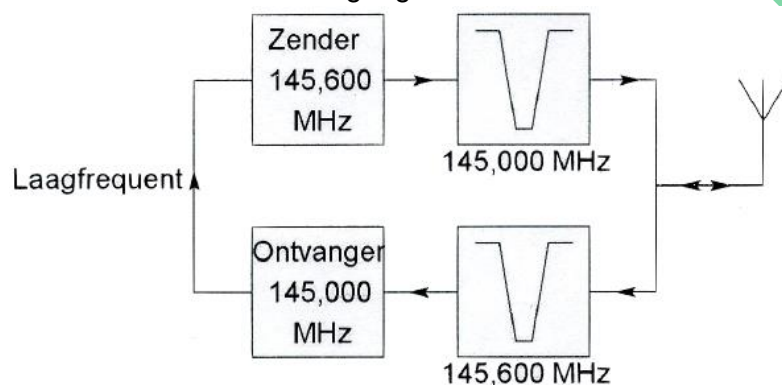 Zender
145,600
MHz
145,000 MHz
Laagfrequent
Ontvanger
145,000
MHz
145,600 MHz